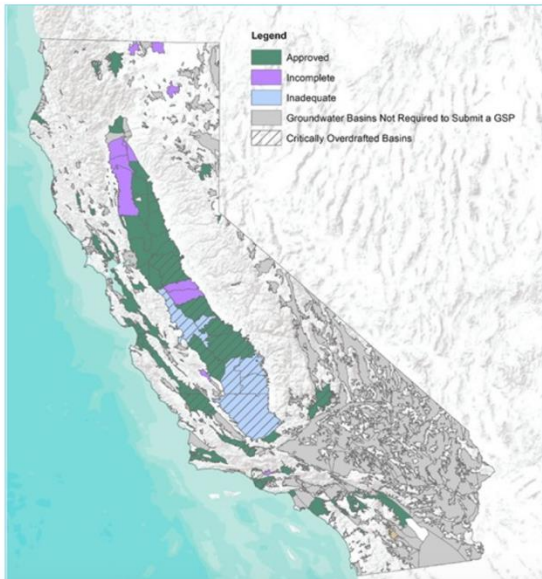 Legend
Approved
Incomplete
Inadequate
Groundwater Basins Not Required to Submit a GSP
Critically Overdrafted Basins